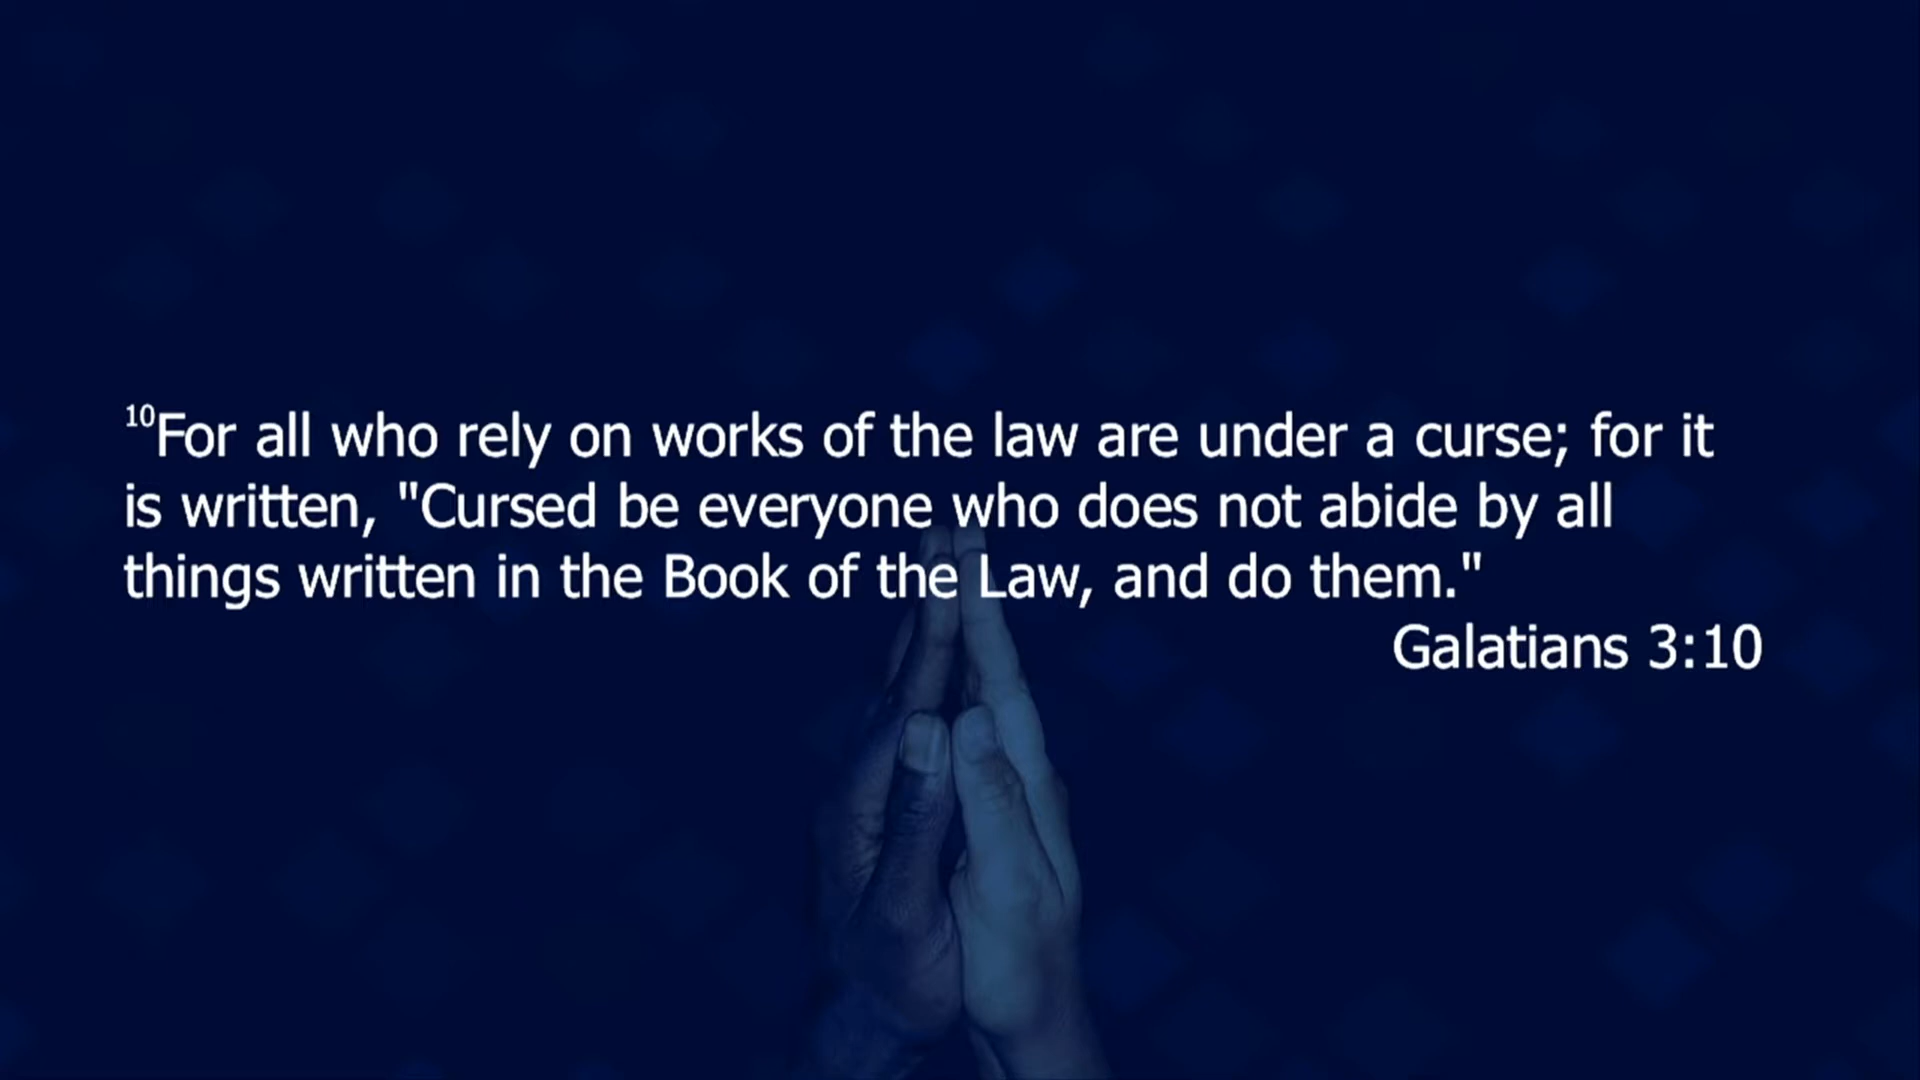 10For all who rely on works of the law are under a curse; for it
is written, "Cursed be everyone who does not abide by all
things written in the Book of the Law, and do them."
Galatians 3:10